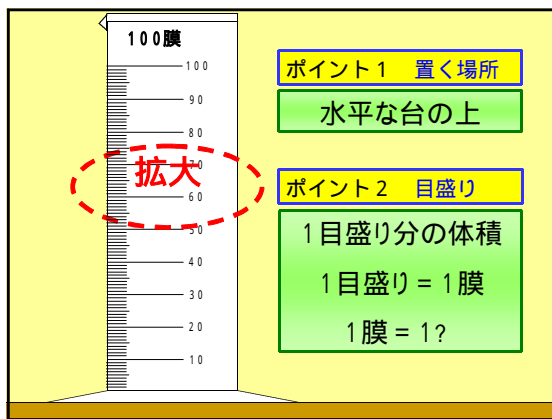 100膜
100
90
80
70
拡大
60
50
40
30
20
10
ポイント1 置く場所
水平な台の上
ポイント2 目盛り
1目盛り分の体積
1目盛り = 1膜
1膜 = 1?